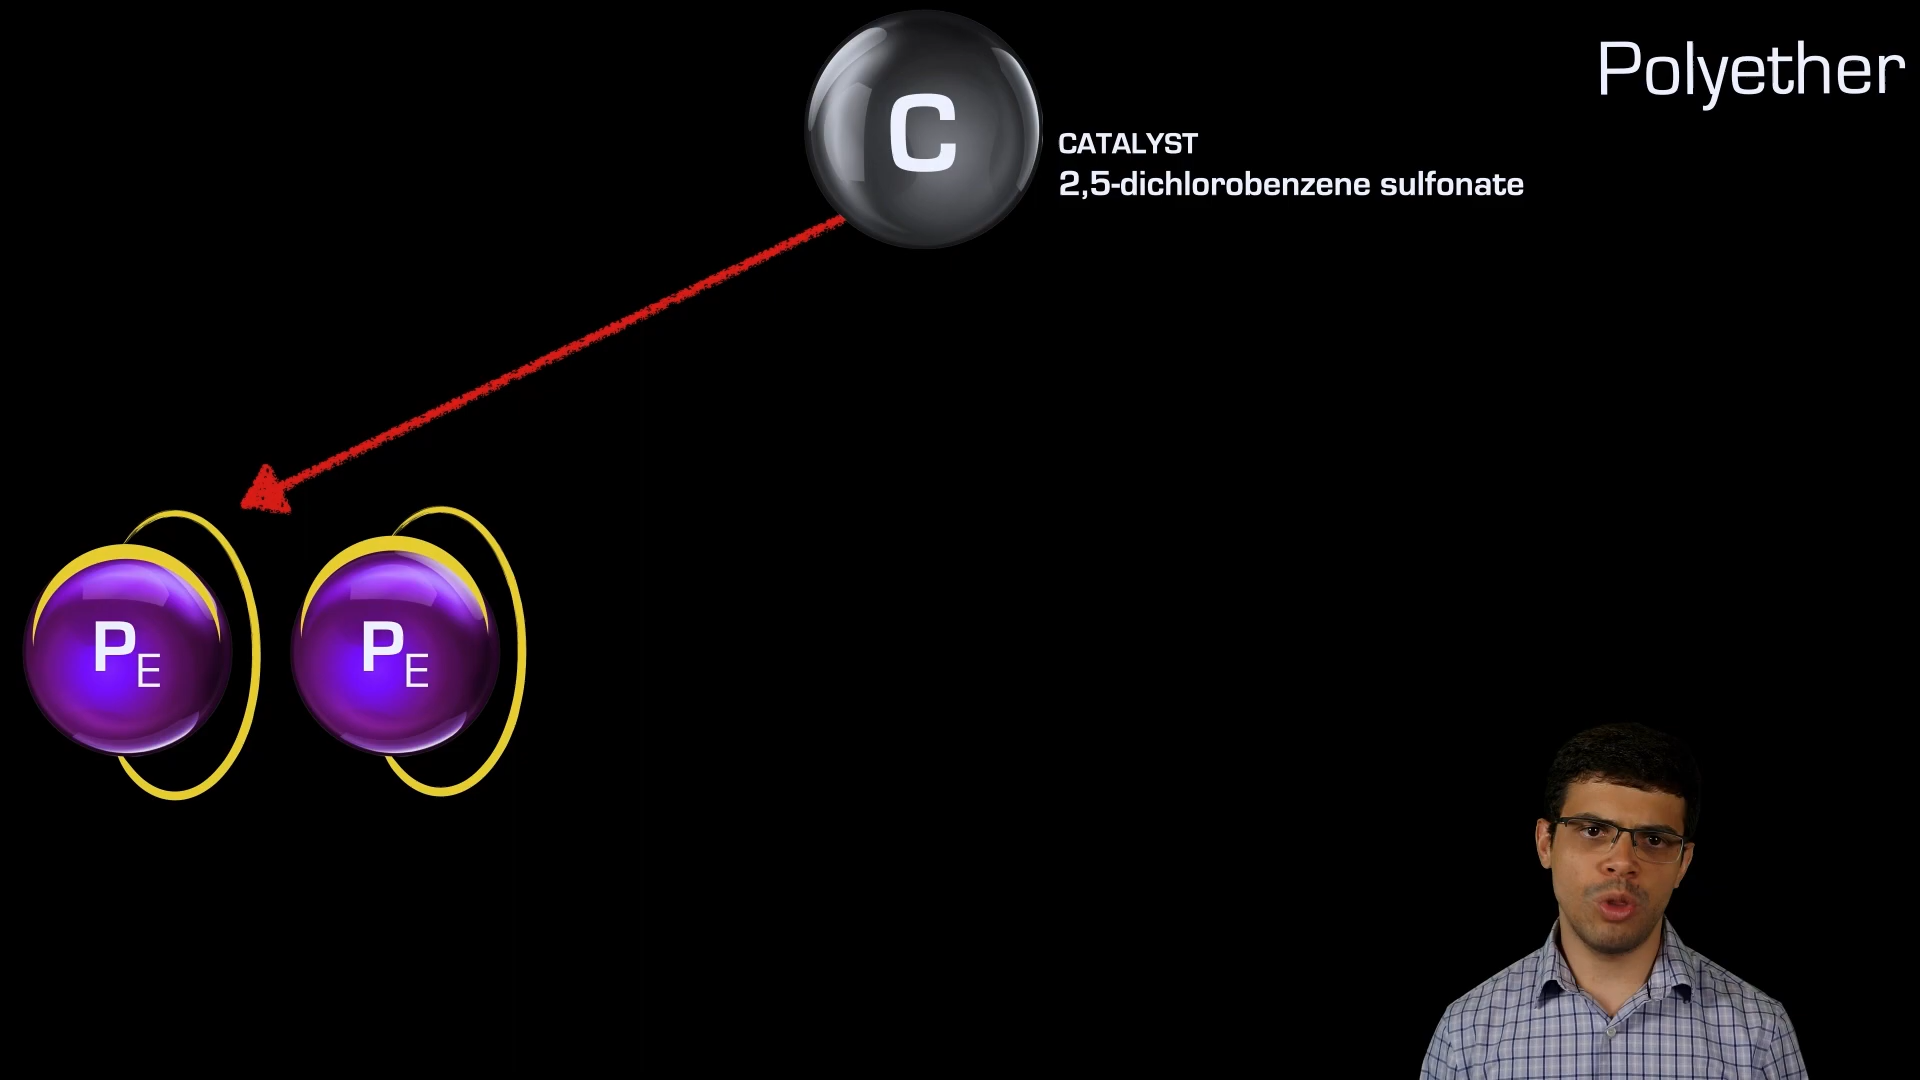 Polyether
C
CATALYST
2,5-dichlorobenzene sulfonate
PE
PE